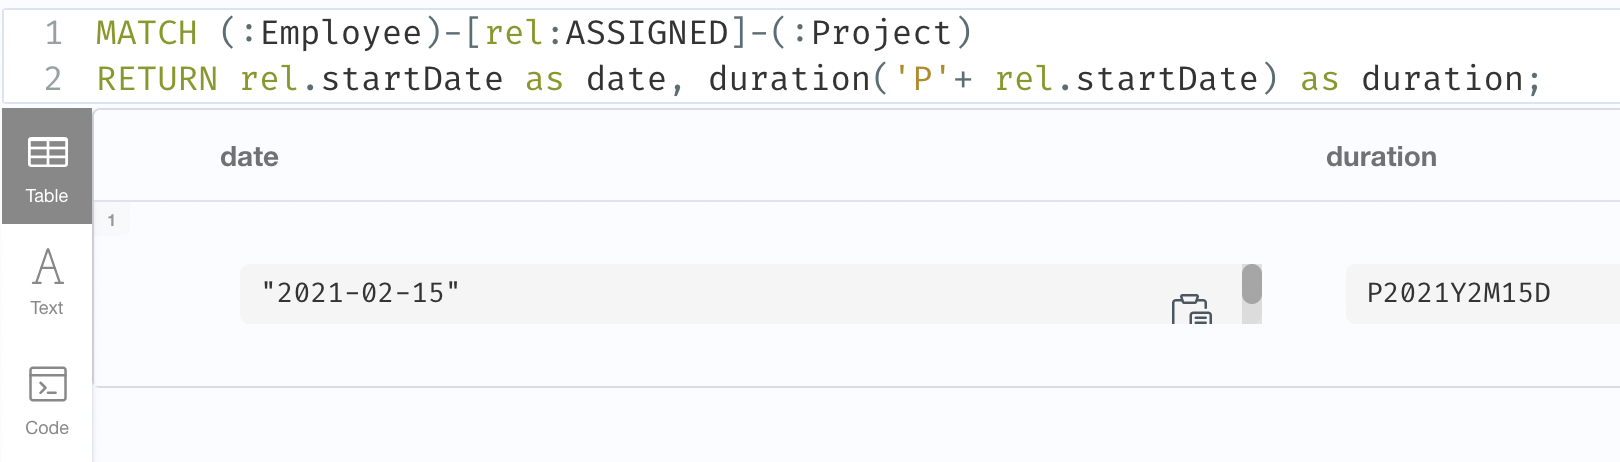 1 MATCH (:Employee)-[rel:ASSIGNED]-(:Project)
2 RETURN rel.startDate as date, duration('P'+ rel.startDate) as duration;
date duration
Table
1
"2021-02-15" P2021Y2M15D
A
Text
>_
Code